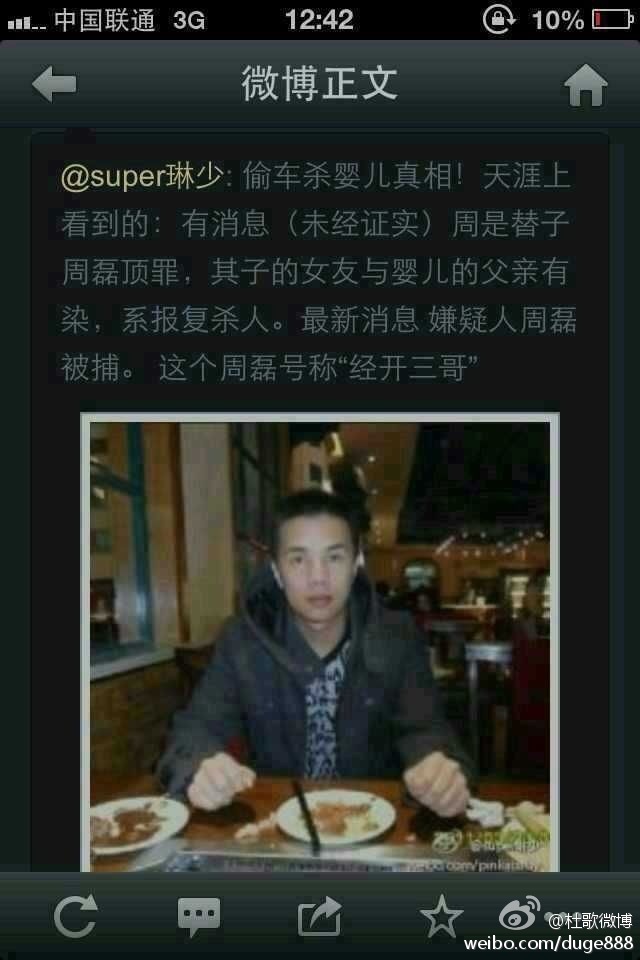 中国联通 3G 12:42 10%
微博正文
@super琳少: 偷车杀婴儿真相！天涯上
看到的：有消息（未经证实）周是替子
周磊顶罪，其子的女友与婴儿的父亲有
染，系报复杀人。最新消息 嫌疑人周磊
被捕。 这个周磊号称“经开三哥”
@杜歌微博
weibo.com/duge888